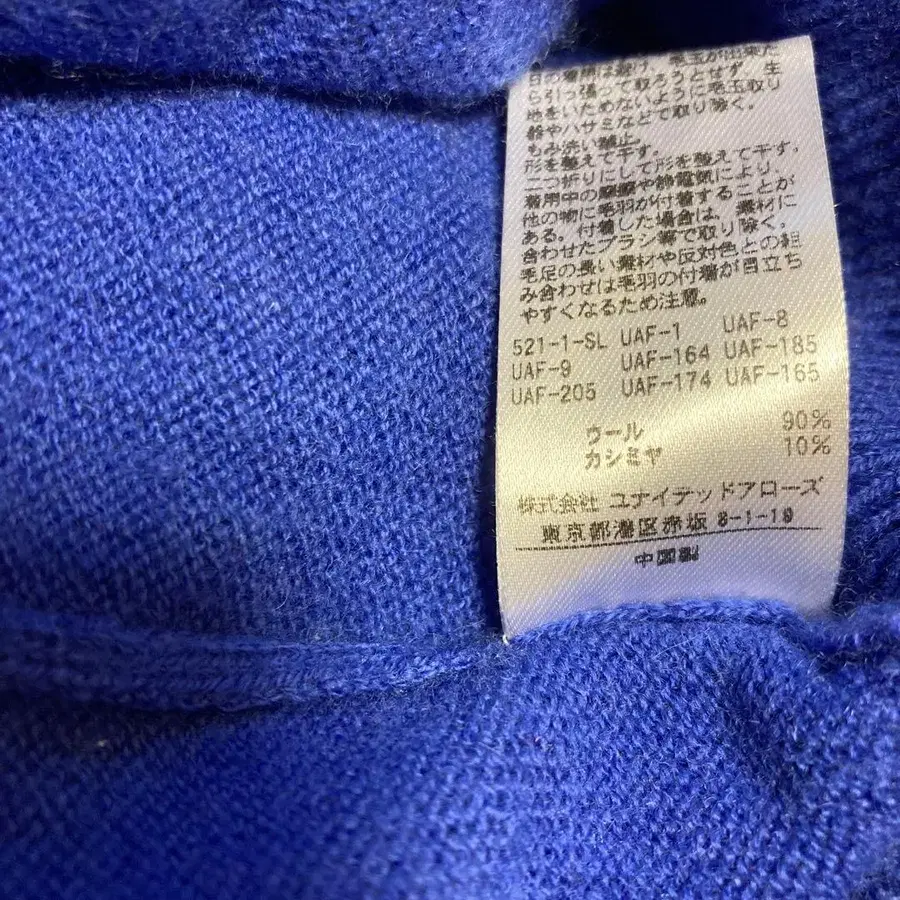 日の着用は避け、毛玉が出来た
ら引っ張って取ろうとせず、生
地をいためないように毛玉取り
器やハサミなどで取り除く。
もみ洗い禁止。
形を整えて干す。
二つ折りにして形を整えて干す。
着用中の摩擦や静電気により、
他の物に毛羽が付着することが
ある。付着した場合は、素材に
合わせたブラシ等で取り除く。
毛足の長い素材や反対色との組
み合わせは毛羽の付着が目立ち
やすくなるため注意。
521-1-SL UAF-1 UAF-8
UAF-9 UAF-164 UAF-185
UAF-205 UAF-174 UAF-165
ウール 90%
カシミヤ 10%
株式会社 ユナイテッドアローズ
東京都港区赤坂 8-1-19
中国製